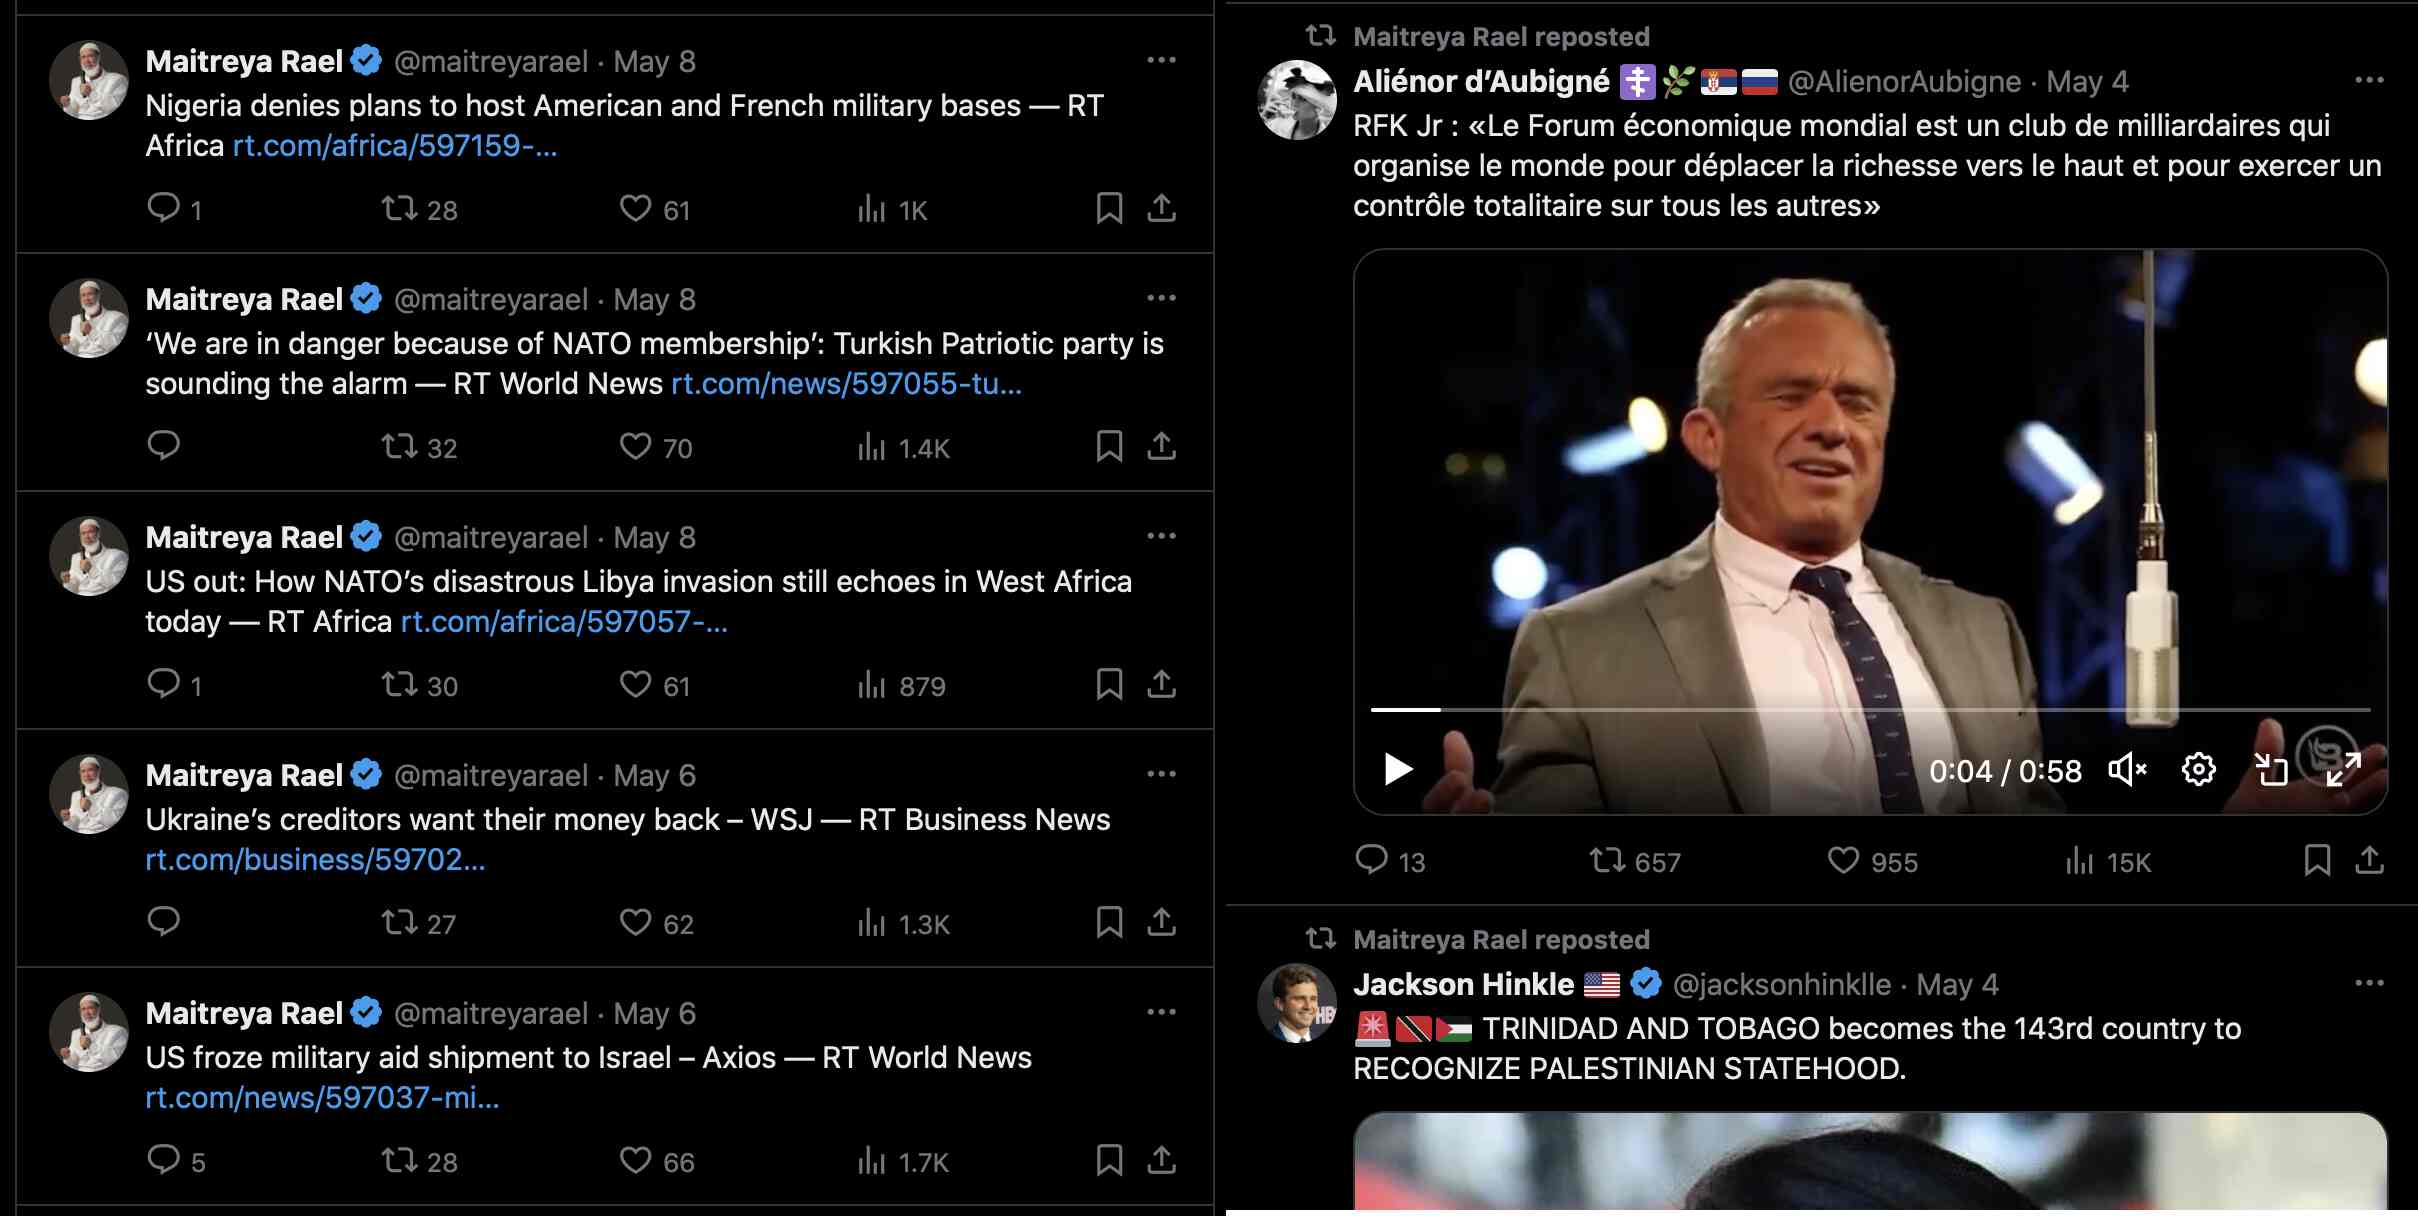 Maitreya Rael @maitreyarael · May 8
Nigeria denies plans to host American and French military bases — RT
Africa rt.com/africa/597159-...
1 28 61 1K
Maitreya Rael @maitreyarael · May 8
‘We are in danger because of NATO membership’: Turkish Patriotic party is
sounding the alarm — RT World News rt.com/news/597055-tu...
32 70 1.4K
Maitreya Rael @maitreyarael · May 8
US out: How NATO’s disastrous Libya invasion still echoes in West Africa
today — RT Africa rt.com/africa/597057-...
1 30 61 879
Maitreya Rael @maitreyarael · May 6
Ukraine’s creditors want their money back – WSJ — RT Business News
rt.com/business/59702...
27 62 1.3K
Maitreya Rael @maitreyarael · May 6
US froze military aid shipment to Israel – Axios — RT World News
rt.com/news/597037-mi...
5 28 66 1.7K
Maitreya Rael reposted
Aliénor d’Aubigné @AlienorAubigne · May 4
RFK Jr : «Le Forum économique mondial est un club de milliardaires qui
organise le monde pour déplacer la richesse vers le haut et pour exercer un
contrôle totalitaire sur tous les autres»
0:04 / 0:58
13 657 955 15K
Maitreya Rael reposted
Jackson Hinkle @jacksonhinklle · May 4
TRINIDAD AND TOBAGO becomes the 143rd country to
RECOGNIZE PALESTINIAN STATEHOOD.